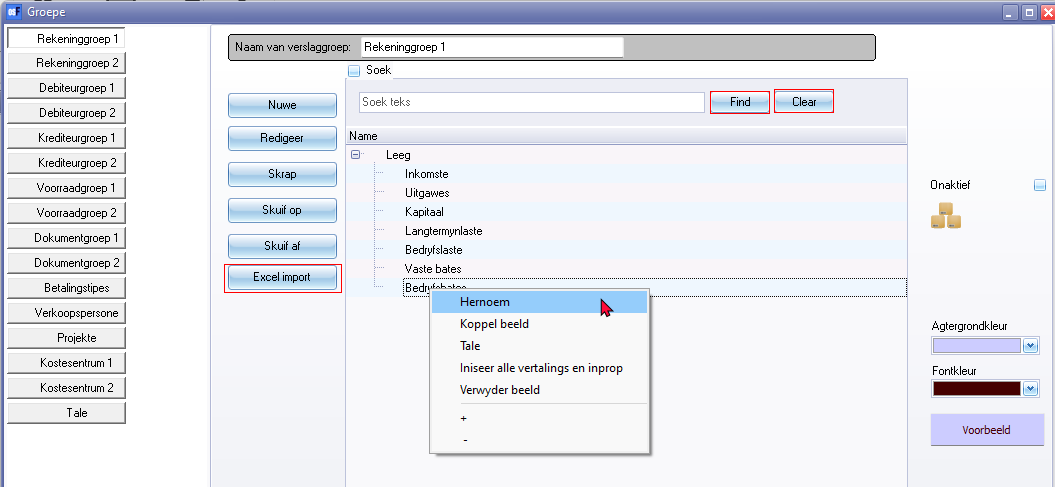 Groepe
Rekeninggroep 1
Rekeninggroep 2
Debiteurgroep 1
Debiteurgroep 2
Krediteurgroep 1
Krediteurgroep 2
Voorraadgroep 1
Voorraadgroep 2
Dokumentgroep 1
Dokumentgroep 2
Betalingstipes
Verkoopspersone
Projekte
Kostesentrum 1
Kostesentrum 2
Tale
Naam van verslaggroep: Rekeninggroep 1
Nuwe
Redigeer
Skrap
Skuif op
Skuif af
Excel import
Soek
Soek teks Find Clear
Name
Leeg
Inkomste
Uitgawes
Kapitaal
Langtermynlaste
Bedryfslaste
Vaste bates
Bedryfsbates
Hernoem
Koppel beeld
Tale
Iniseer alle vertalings en inprop
Verwyder beeld
+
-
Onaktief
Agtergrondkleur
Fontkleur
Voorbeeld